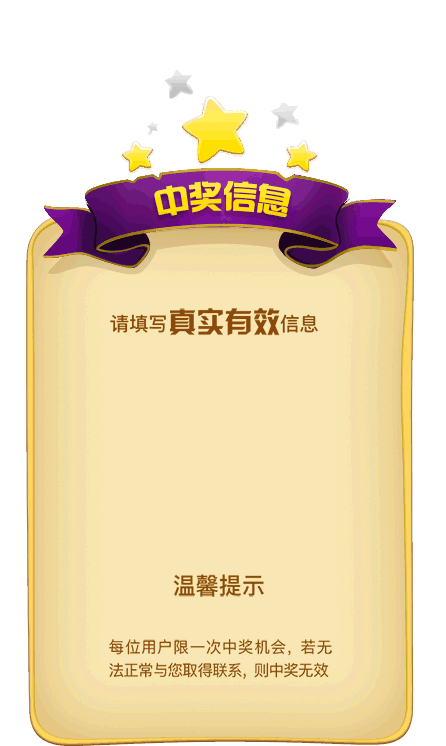 中奖信息
请填写真实有效信息
温馨提示
每位用户限一次中奖机会，若无
法正常与您取得联系，则中奖无效